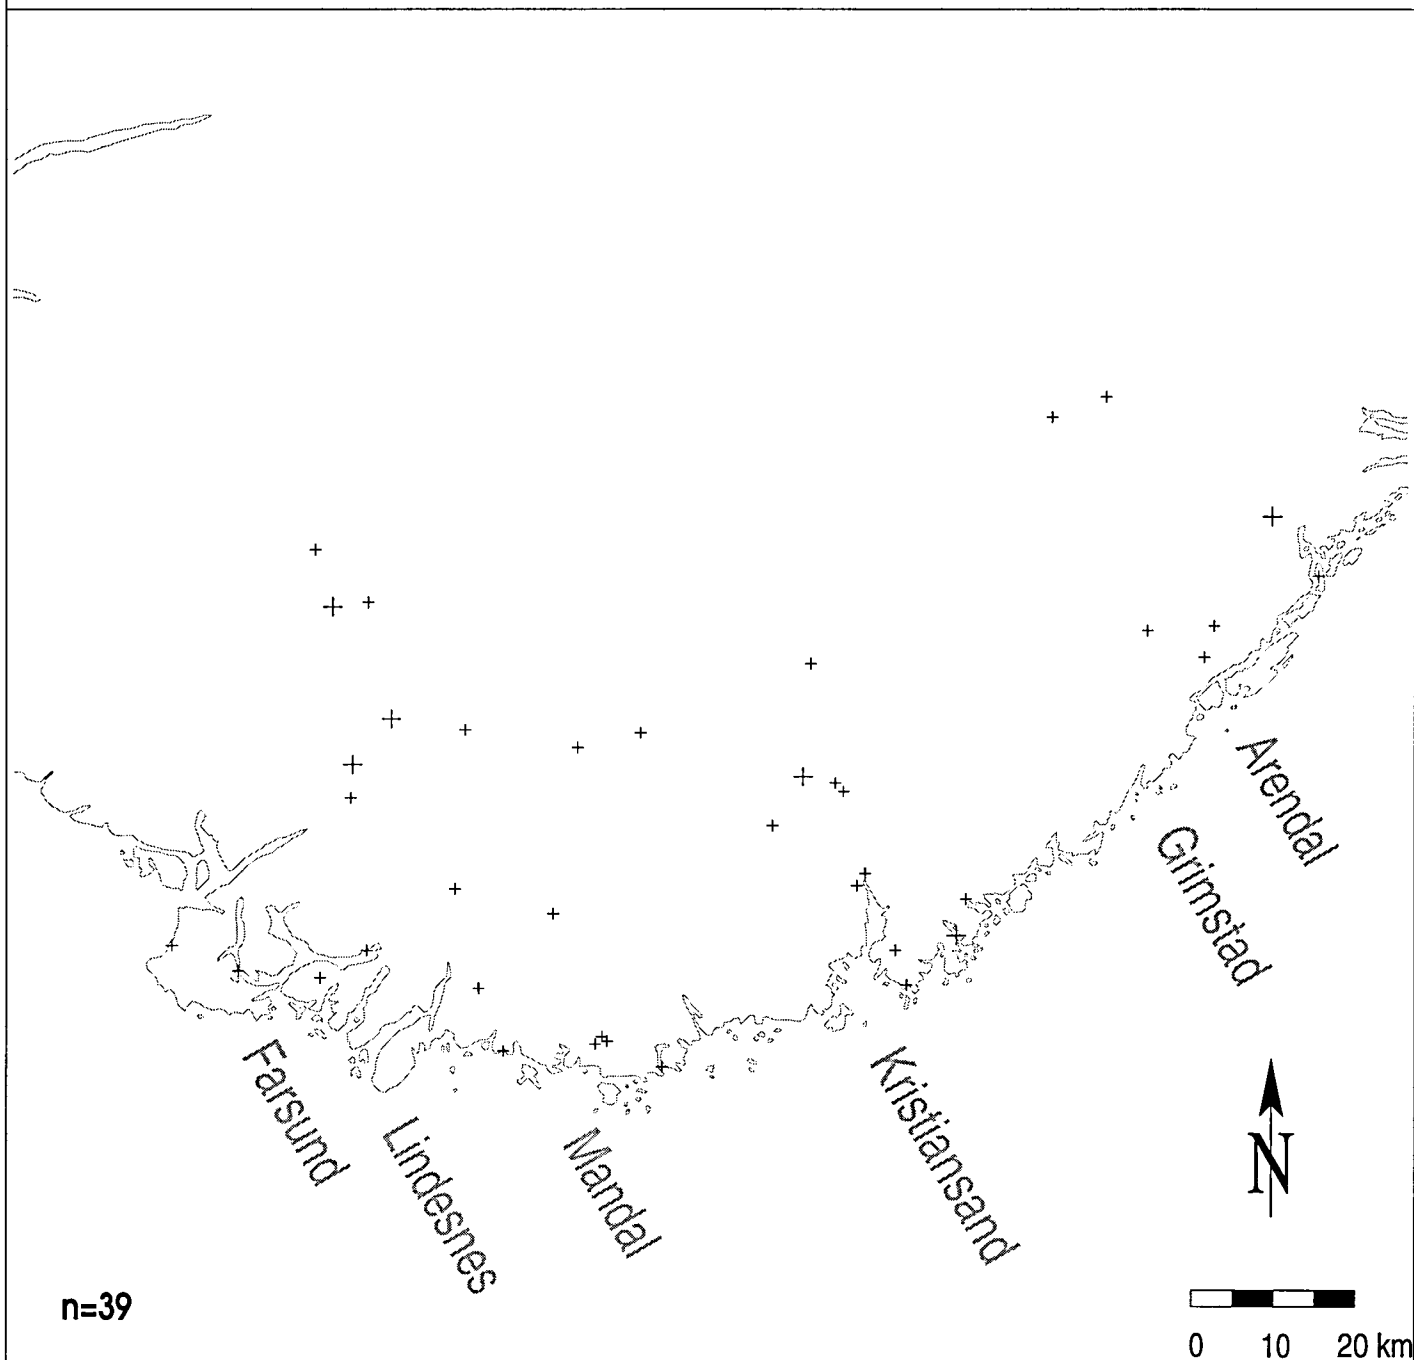 Arendal
Grimstad
Kristiansand
Farsund
Lindesnes
Mandal
N
n=39
0 10 20 km